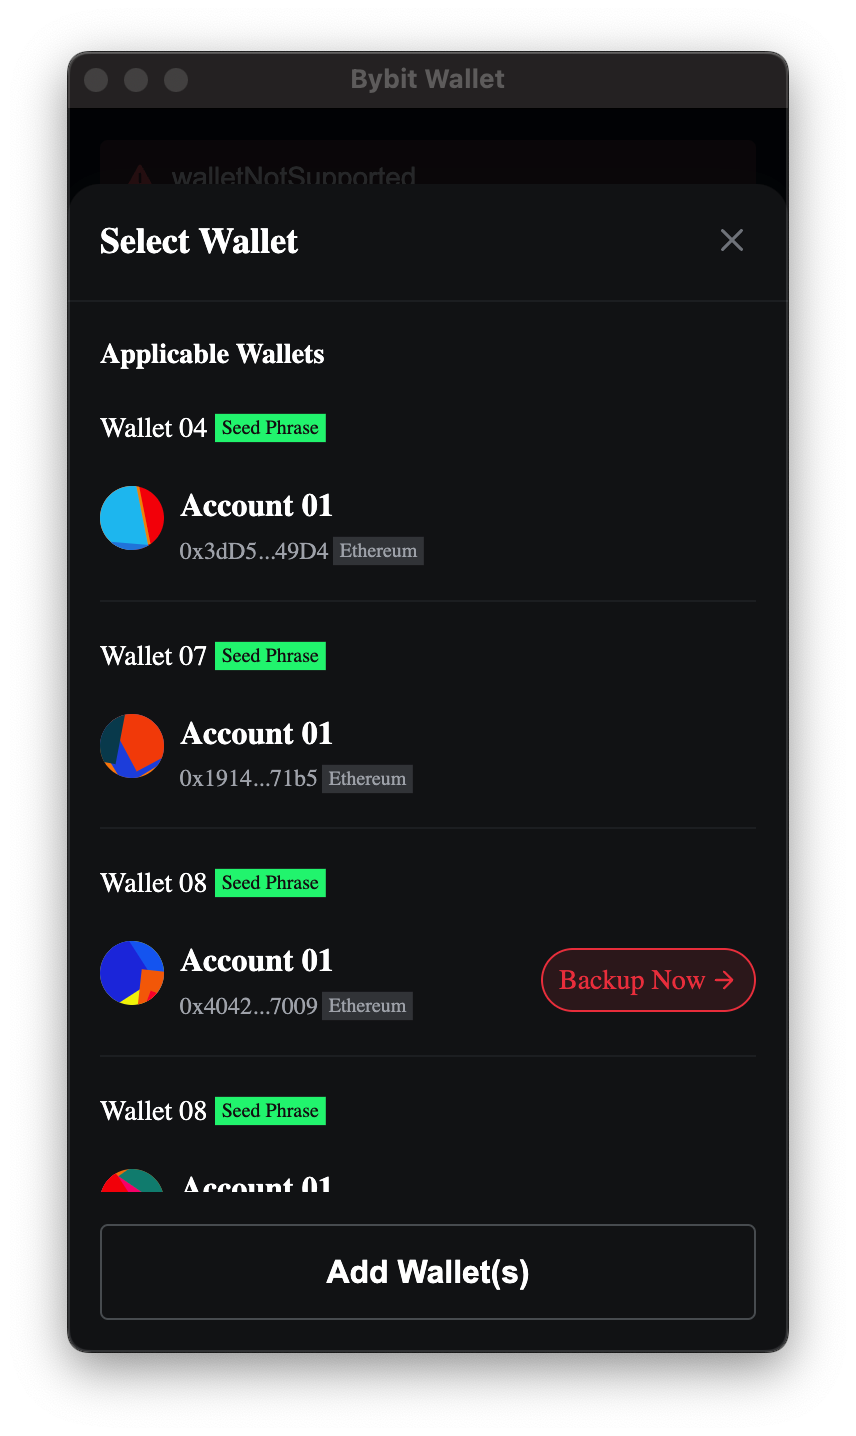 Bybit Wallet
walletNotSupported
Select Wallet
Applicable Wallets
Wallet 04 Seed Phrase
Account 01
0x3dD5...49D4 Ethereum
Wallet 07 Seed Phrase
Account 01
0x1914...71b5 Ethereum
Wallet 08 Seed Phrase
Account 01
Backup Now →
0x4042...7009 Ethereum
Wallet 08 Seed Phrase
Account 01
Add Wallet(s)